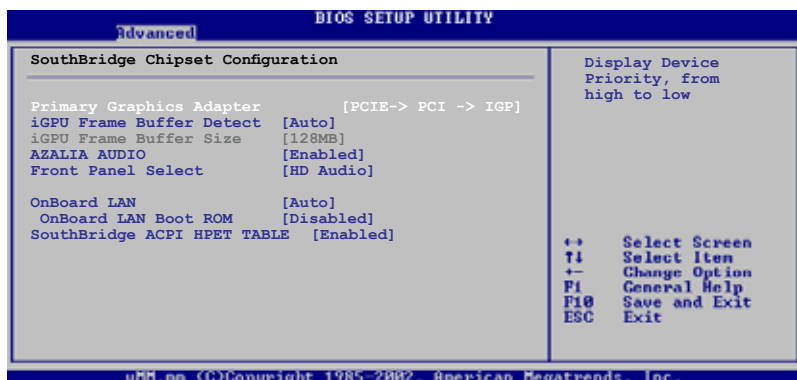 BIOS SETUP UTILITY
Advanced
SouthBridge Chipset Configuration
Primary Graphics Adapter [PCIE-> PCI -> IGP]
iGPU Frame Buffer Detect [Auto]
iGPU Frame Buffer Size [128MB]
AZALIA AUDIO [Enabled]
Front Panel Select [HD Audio]
OnBoard LAN [Auto]
OnBoard LAN Boot ROM [Disabled]
SouthBridge ACPI HPET TABLE [Enabled]
Display Device
Priority, from
high to low
↔ Select Screen
↑↓ Select Item
+- Change Option
F1 General Help
F10 Save and Exit
ESC Exit
(C)Copyright 1985-2002, American Megatrends, Inc.